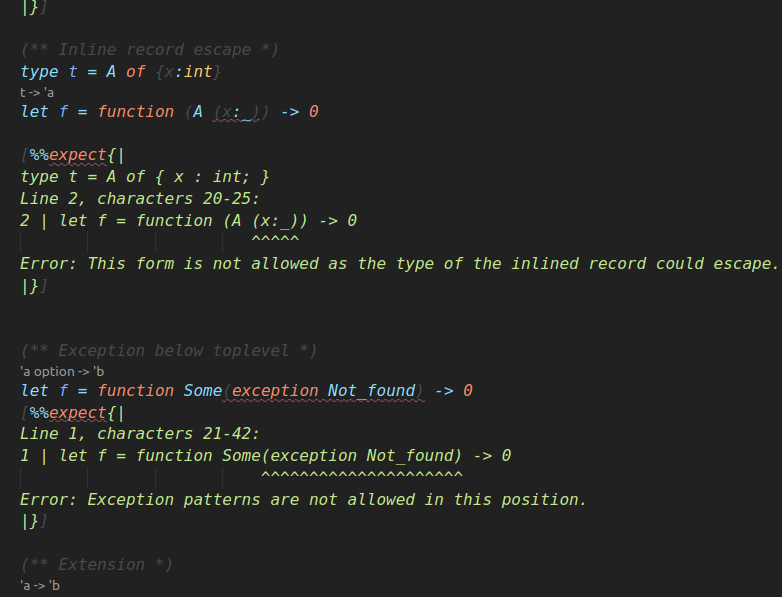 |}]
(** Inline record escape *)
type t = A of {x:int}
t -> 'a
let f = function (A (x:_)) -> 0
[%%expect{|
type t = A of { x : int; }
Line 2, characters 20-25:
2 | let f = function (A (x:_)) -> 0
^^^^^
Error: This form is not allowed as the type of the inlined record could escape.
|}]
(** Exception below toplevel *)
'a option -> 'b
let f = function Some(exception Not_found) -> 0
[%%expect{|
Line 1, characters 21-42:
1 | let f = function Some(exception Not_found) -> 0
^^^^^^^^^^^^^^^^^^^^^
Error: Exception patterns are not allowed in this position.
|}]
(** Extension *)
'a -> 'b